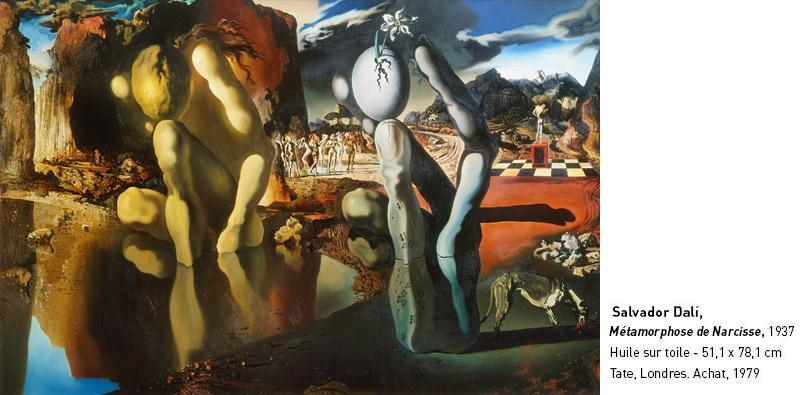 Salvador Dalí,
Métamorphose de Narcisse, 1937
Huile sur toile - 51,1 x 78,1 cm
Tate, Londres. Achat, 1979